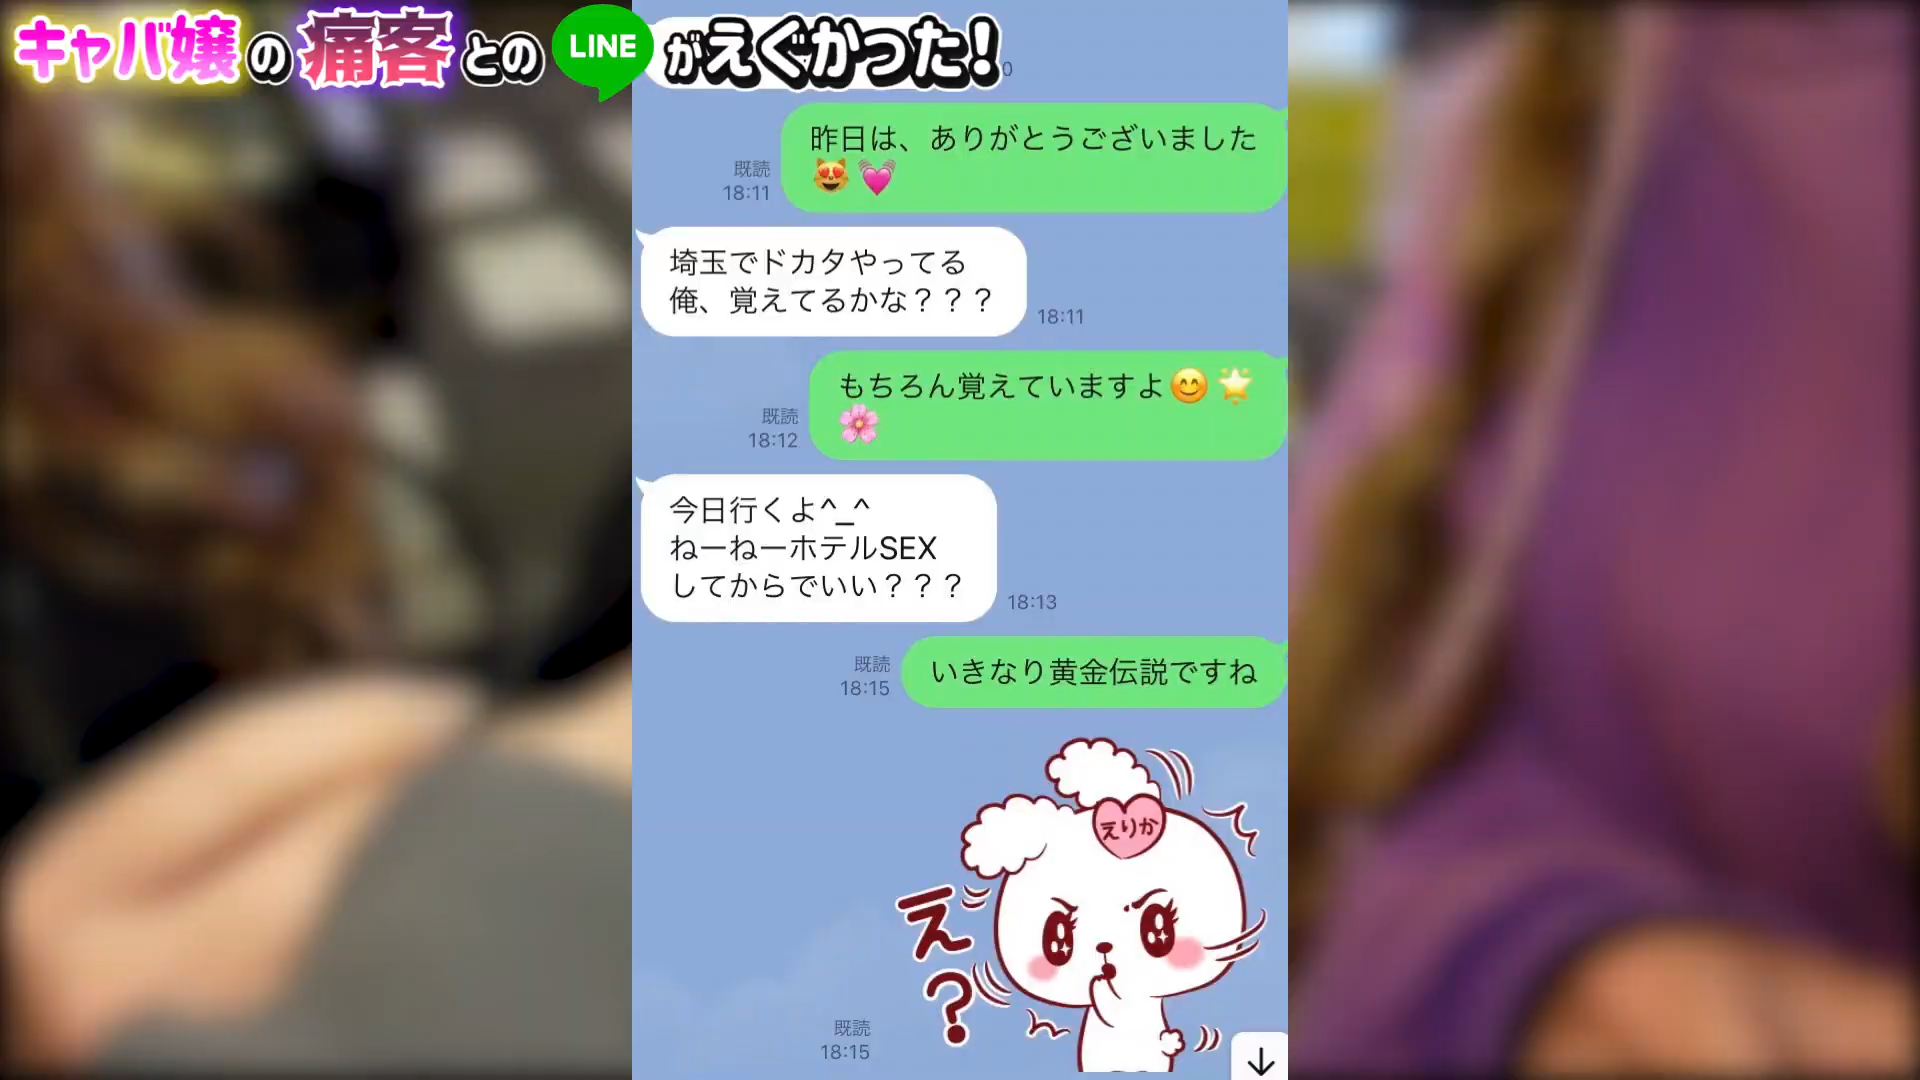 キャバ嬢の痛客とのLINEがえぐかった!
昨日は、ありがとうございました
😻💓
既読
18:11
埼玉でドカタやってる
俺、覚えてるかな？？？
18:11
もちろん覚えていますよ😊🌟
🌸
既読
18:12
今日行くよ^_^
ねーねーホテルSEX
してからでいい？？？
18:13
いきなり黄金伝説ですね
既読
18:15
えりか
え
?
既読
18:15